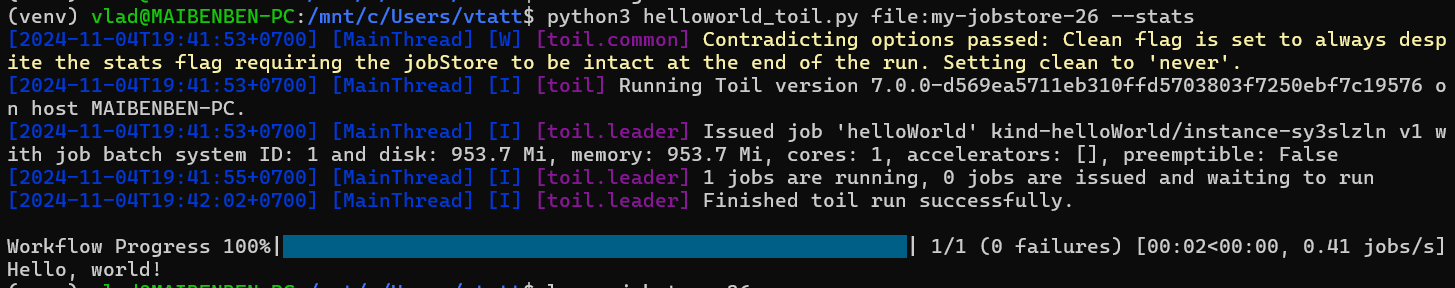 (venv) vlad@MAIBENBEN-PC:/mnt/c/Users/vtatt$ python3 helloworld_toil.py file:my-jobstore-26 --stats
[2024-11-04T19:41:53+0700] [MainThread] [W] [toil.common] Contradicting options passed: Clean flag is set to always desp
ite the stats flag requiring the jobStore to be intact at the end of the run. Setting clean to 'never'.
[2024-11-04T19:41:53+0700] [MainThread] [I] [toil] Running Toil version 7.0.0-d569ea5711eb310ffd5703803f7250ebf7c19576 o
n host MAIBENBEN-PC.
[2024-11-04T19:41:53+0700] [MainThread] [I] [toil.leader] Issued job 'helloWorld' kind-helloWorld/instance-sy3slzln v1 w
ith job batch system ID: 1 and disk: 953.7 Mi, memory: 953.7 Mi, cores: 1, accelerators: [], preemptible: False
[2024-11-04T19:41:55+0700] [MainThread] [I] [toil.leader] 1 jobs are running, 0 jobs are issued and waiting to run
[2024-11-04T19:42:02+0700] [MainThread] [I] [toil.leader] Finished toil run successfully.
Workflow Progress 100%| | 1/1 (0 failures) [00:02<00:00, 0.41 jobs/s]
Hello, world!